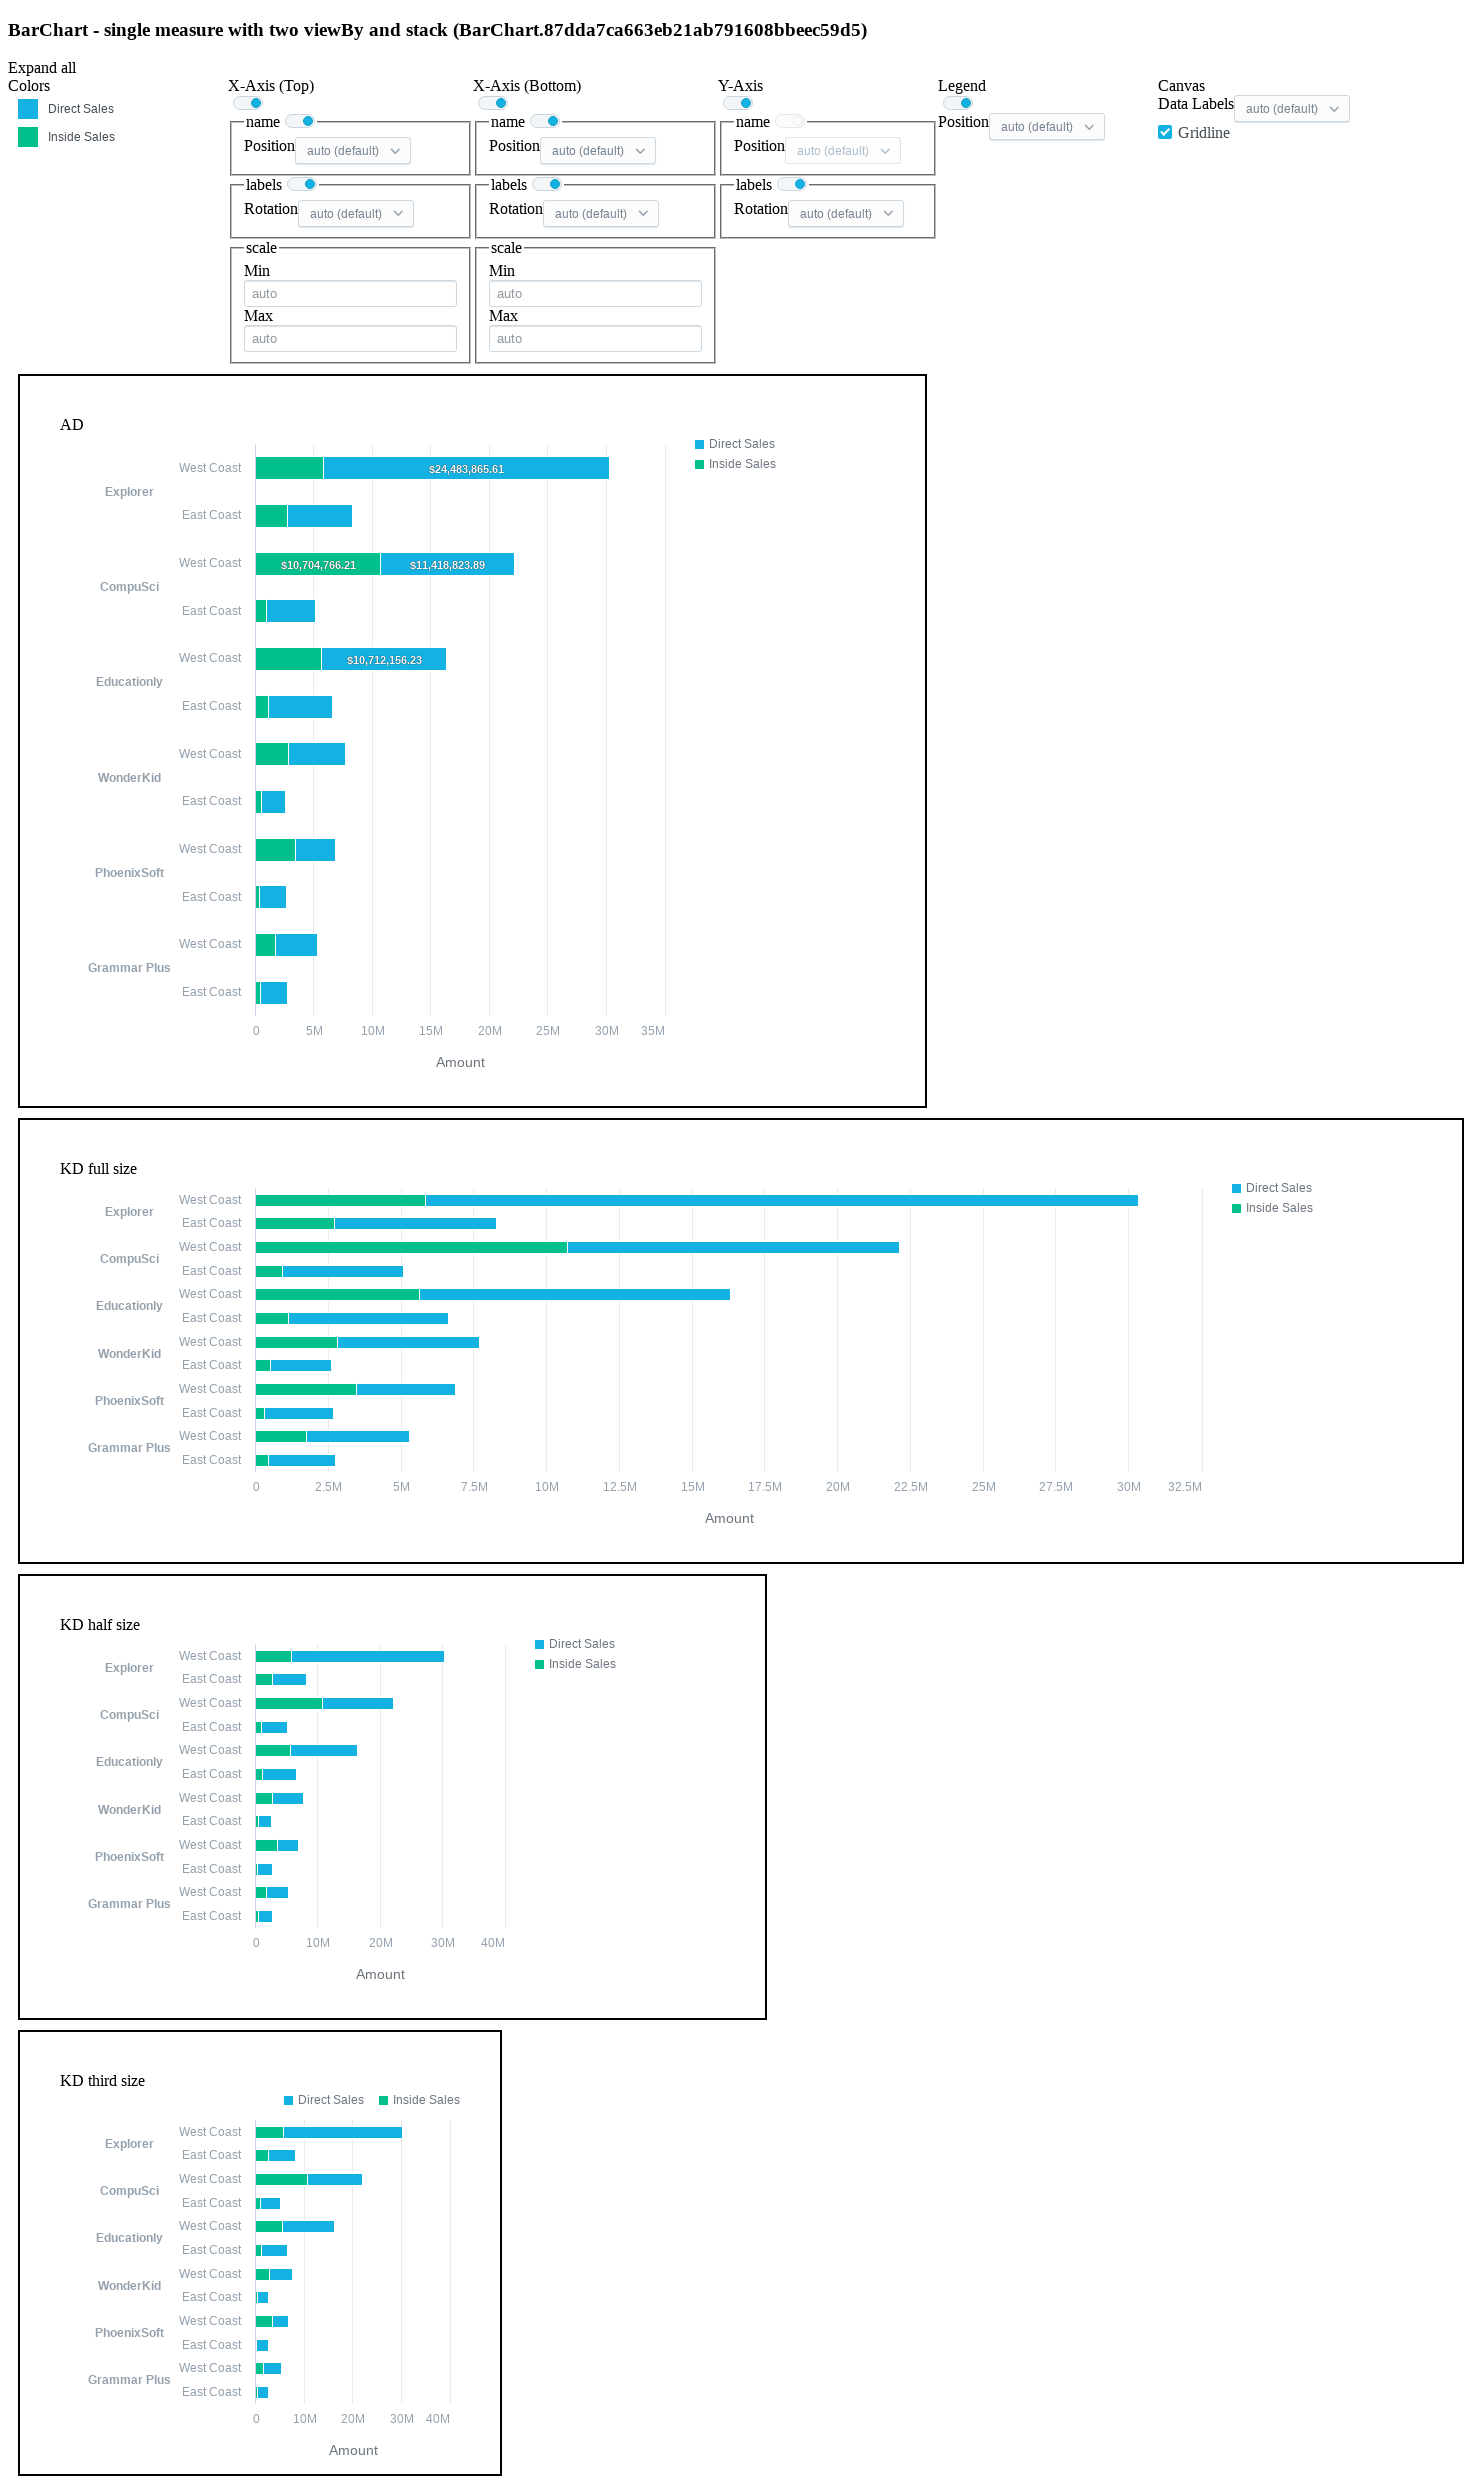 BarChart - single measure with two viewBy and stack (BarChart.87dda7ca663eb21ab791608bbeec59d5)
Expand all
Colors
Direct Sales
Inside Sales
X-Axis (Top)
name
Position auto (default)
labels
Rotation auto (default)
scale
Min
auto
Max
auto
X-Axis (Bottom)
name
Position auto (default)
labels
Rotation auto (default)
scale
Min
auto
Max
auto
Y-Axis
name
Position auto (default)
labels
Rotation auto (default)
Legend
Position auto (default)
Canvas
Data Labels auto (default)
Gridline
AD
Direct Sales
Inside Sales
Explorer
West Coast $24,483,865.61
East Coast
CompuSci
West Coast $10,704,766.21 $11,418,823.89
East Coast
Educationly
West Coast $10,712,156.23
East Coast
WonderKid
West Coast
East Coast
PhoenixSoft
West Coast
East Coast
Grammar Plus
West Coast
East Coast
0 5M 10M 15M 20M 25M 30M 35M
Amount
KD full size
Direct Sales
Inside Sales
Explorer
West Coast
East Coast
CompuSci
West Coast
East Coast
Educationly
West Coast
East Coast
WonderKid
West Coast
East Coast
PhoenixSoft
West Coast
East Coast
Grammar Plus
West Coast
East Coast
0 2.5M 5M 7.5M 10M 12.5M 15M 17.5M 20M 22.5M 25M 27.5M 30M 32.5M
Amount
KD half size
Direct Sales
Inside Sales
Explorer
West Coast
East Coast
CompuSci
West Coast
East Coast
Educationly
West Coast
East Coast
WonderKid
West Coast
East Coast
PhoenixSoft
West Coast
East Coast
Grammar Plus
West Coast
East Coast
0 10M 20M 30M 40M
Amount
KD third size
Direct Sales Inside Sales
Explorer
West Coast
East Coast
CompuSci
West Coast
East Coast
Educationly
West Coast
East Coast
WonderKid
West Coast
East Coast
PhoenixSoft
West Coast
East Coast
Grammar Plus
West Coast
East Coast
0 10M 20M 30M 40M
Amount